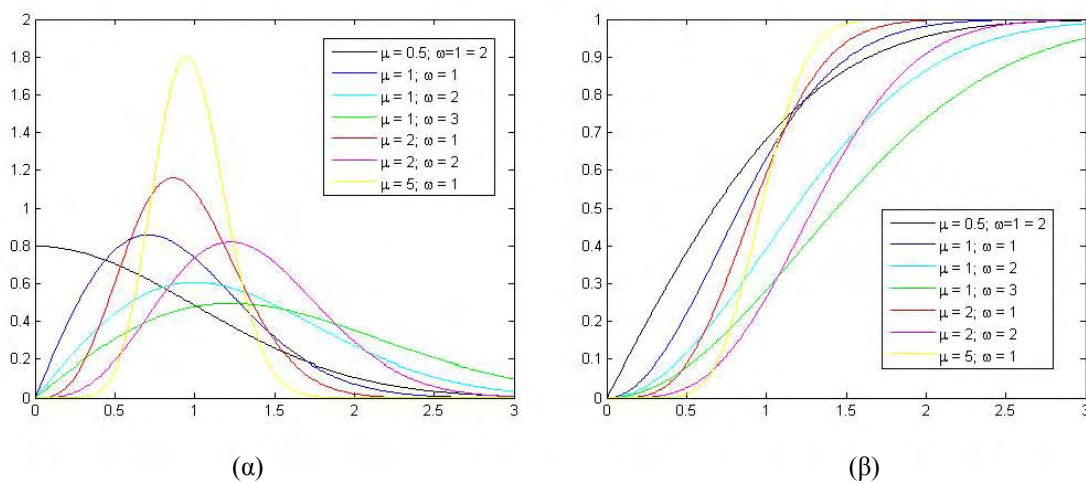 2
1.8
1.6
1.4
1.2
1
0.8
0.6
0.4
0.2
0
0 0.5 1 1.5 2 2.5 3
μ = 0.5; ω=1 = 2
μ = 1; ω = 1
μ = 1; ω = 2
μ = 1; ω = 3
μ = 2; ω = 1
μ = 2; ω = 2
μ = 5; ω = 1
(α)
1
0.9
0.8
0.7
0.6
0.5
0.4
0.3
0.2
0.1
0
0 0.5 1 1.5 2 2.5 3
μ = 0.5; ω=1 = 2
μ = 1; ω = 1
μ = 1; ω = 2
μ = 1; ω = 3
μ = 2; ω = 1
μ = 2; ω = 2
μ = 5; ω = 1
(β)